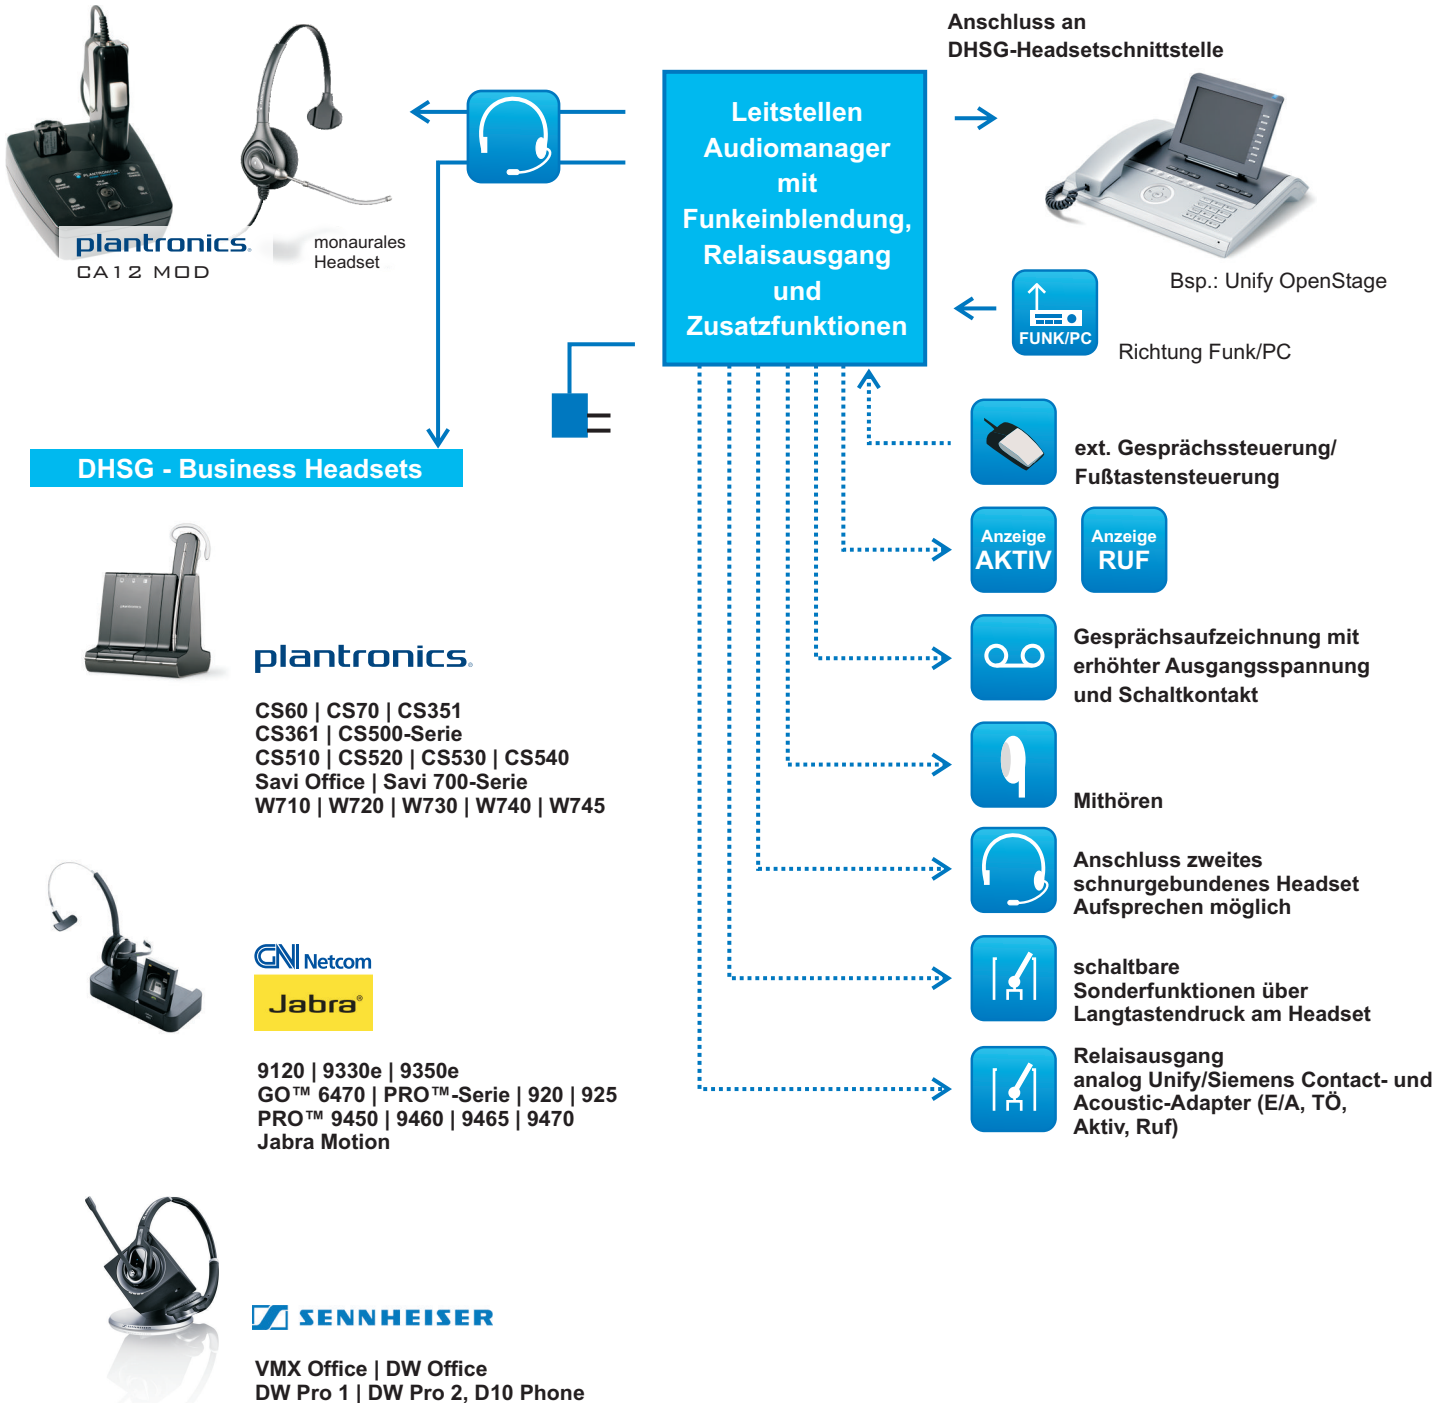 Anschluss an
DHSG-Headsetschnittstelle
plantronics.
CA12 MOD
monaurales
Headset
Leitstellen
Audiomanager
mit
Funkeinblendung,
Relaisausgang
und
Zusatzfunktionen
Bsp.: Unify OpenStage
FUNK/PC
Richtung Funk/PC
DHSG - Business Headsets
ext. Gesprächssteuerung/
Fußtastensteuerung
Anzeige
AKTIV
Anzeige
RUF
Gesprächsaufzeichnung mit
erhöhter Ausgangsspannung
und Schaltkontakt
Mithören
Anschluss zweites
schnurgebundenes Headset
Aufsprechen möglich
schaltbare
Sonderfunktionen über
Langtastendruck am Headset
Relaisausgang
analog Unify/Siemens Contact- und
Acoustic-Adapter (E/A, TÖ,
Aktiv, Ruf)
plantronics.
CS60 | CS70 | CS351
CS361 | CS500-Serie
CS510 | CS520 | CS530 | CS540
Savi Office | Savi 700-Serie
W710 | W720 | W730 | W740 | W745
GN Netcom
Jabra®
9120 | 9330e | 9350e
GO™ 6470 | PRO™-Serie | 920 | 925
PRO™ 9450 | 9460 | 9465 | 9470
Jabra Motion
SENNHEISER
VMX Office | DW Office
DW Pro 1 | DW Pro 2, D10 Phone